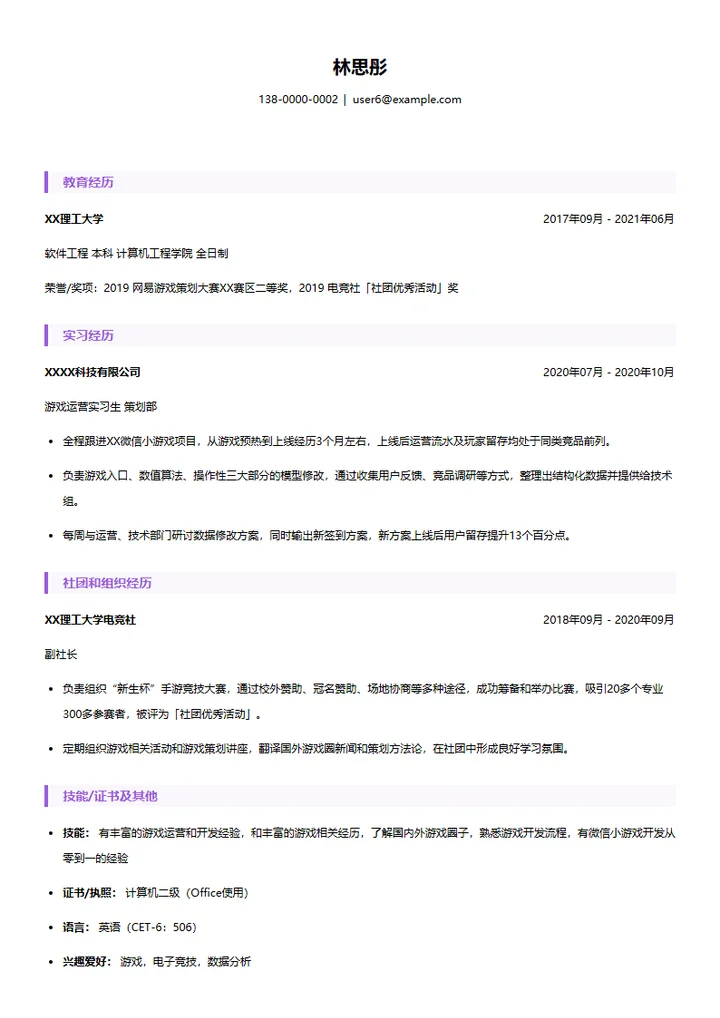 林思彤
138-0000-0002 | user6@example.com
教育经历
XX理工大学 2017年09月 - 2021年06月
软件工程 本科 计算机工程学院 全日制
荣誉/奖项：2019 网易游戏策划大赛XX赛区二等奖，2019 电竞社「社团优秀活动」奖
实习经历
XXXX科技有限公司 2020年07月 - 2020年10月
游戏运营实习生 策划部
• 全程跟进XX微信小游戏项目，从游戏预热到上线经历3个月左右，上线后运营流水及玩家留存均处于同类竞品前列。
• 负责游戏入口、数值算法、操作性三大部分的模型修改，通过收集用户反馈、竞品调研等方式，整理出结构化数据并提供给技术
组。
• 每周与运营、技术部门研讨数据修改方案，同时输出新签到方案，新方案上线后用户留存提升13个百分点。
社团和组织经历
XX理工大学电竞社 2018年09月 - 2020年09月
副社长
• 负责组织“新生杯”手游竞技大赛，通过校外赞助、冠名赞助、场地协商等多种途径，成功筹备和举办比赛，吸引20多个专业
300多参赛者，被评为「社团优秀活动」。
• 定期组织游戏相关活动和游戏策划讲座，翻译国外游戏圈新闻和策划方法论，在社团中形成良好学习氛围。
技能/证书及其他
• 技能： 有丰富的游戏运营和开发经验，和丰富的游戏相关经历，了解国内外游戏圈子，熟悉游戏开发流程，有微信小游戏开发从
零到一的经验
• 证书/执照： 计算机二级（Office使用）
• 语言： 英语（CET-6：506）
• 兴趣爱好： 游戏，电子竞技，数据分析